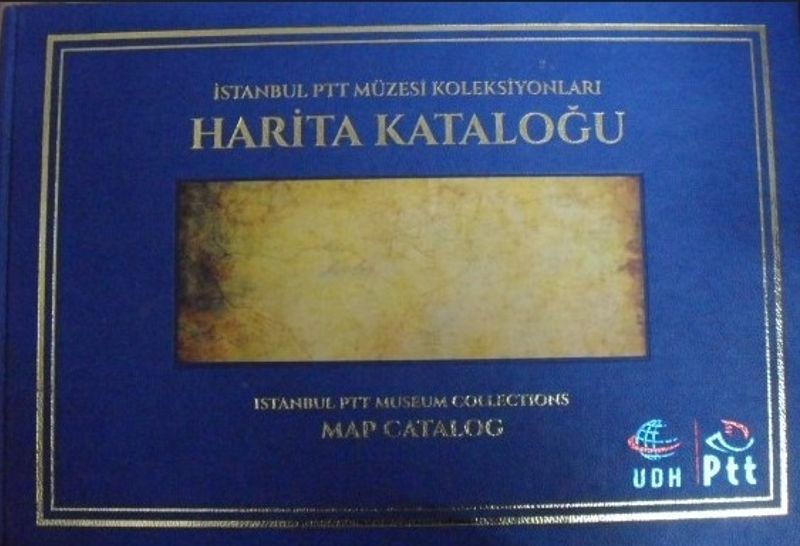 İSTANBUL PTT MÜZESİ KOLEKSİYONLARI
HARİTA KATALOĞU
ISTANBUL PTT MUSEUM COLLECTIONS
MAP CATALOG
UDH Ptt